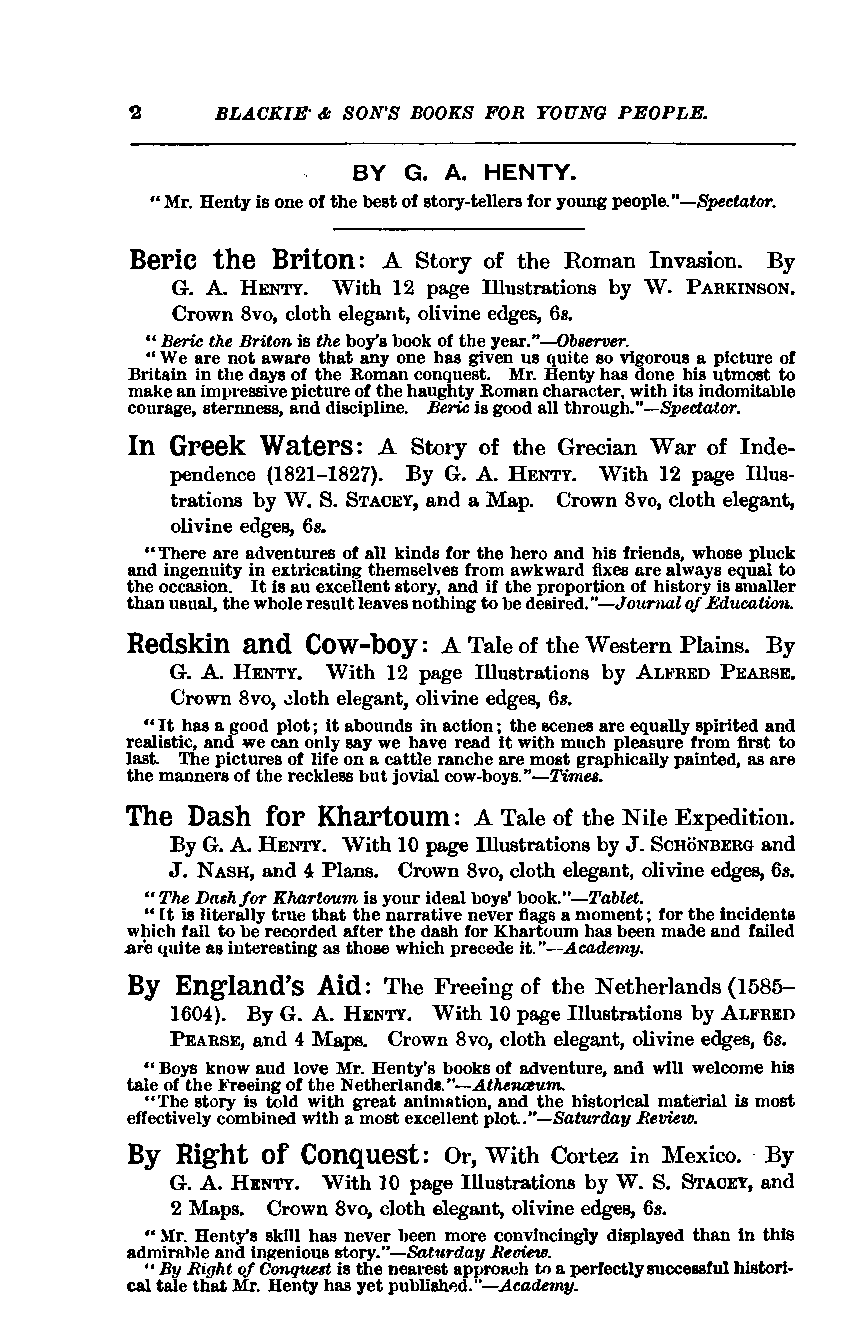 2 BLACKIE & SON'S BOOKS FOR YOUNG PEOPLE.
BY G. A. HENTY.
"Mr. Henty is one of the best of story-tellers for young people."—Spectator.
Beric the Briton: A Story of the Roman Invasion. By
G. A. HENTY. With 12 page Illustrations by W. PARKINSON.
Crown 8vo, cloth elegant, olivine edges, 6s.
"Beric the Briton is the boy's book of the year."—Observer.
"We are not aware that any one has given us quite so vigorous a picture of
Britain in the days of the Roman conquest. Mr. Henty has done his utmost to
make an impressive picture of the haughty Roman character, with its indomitable
courage, sternness, and discipline. Beric is good all through."—Spectator.
In Greek Waters: A Story of the Grecian War of Inde-
pendence (1821–1827). By G. A. HENTY. With 12 page Illus-
trations by W. S. STACEY, and a Map. Crown 8vo, cloth elegant,
olivine edges, 6s.
"There are adventures of all kinds for the hero and his friends, whose pluck
and ingenuity in extricating themselves from awkward fixes are always equal to
the occasion. It is an excellent story, and if the proportion of history is smaller
than usual, the whole result leaves nothing to be desired."—Journal of Education.
Redskin and Cow-boy: A Tale of the Western Plains. By
G. A. HENTY. With 12 page Illustrations by ALFRED PEARSE.
Crown 8vo, cloth elegant, olivine edges, 6s.
"It has a good plot; it abounds in action; the scenes are equally spirited and
realistic, and we can only say we have read it with much pleasure from first to
last. The pictures of life on a cattle ranche are most graphically painted, as are
the manners of the reckless but jovial cow-boys."—Times.
The Dash for Khartoum: A Tale of the Nile Expedition.
By G. A. HENTY. With 10 page Illustrations by J. SCHÖNBERG and
J. NASH, and 4 Plans. Crown 8vo, cloth elegant, olivine edges, 6s.
"The Dash for Khartoum is your ideal boys' book."—Tablet.
"It is literally true that the narrative never flags a moment; for the incidents
which fall to be recorded after the dash for Khartoum has been made and failed
are quite as interesting as those which precede it."—Academy.
By England's Aid: The Freeing of the Netherlands (1585–
1604). By G. A. HENTY. With 10 page Illustrations by ALFRED
PEARSE, and 4 Maps. Crown 8vo, cloth elegant, olivine edges, 6s.
"Boys know and love Mr. Henty's books of adventure, and will welcome his
tale of the Freeing of the Netherlands."—Athenæum.
"The story is told with great animation, and the historical material is most
effectively combined with a most excellent plot.."—Saturday Review.
By Right of Conquest: Or, With Cortez in Mexico. By
G. A. HENTY. With 10 page Illustrations by W. S. STACEY, and
2 Maps. Crown 8vo, cloth elegant, olivine edges, 6s.
"Mr. Henty's skill has never been more convincingly displayed than in this
admirable and ingenious story."—Saturday Review.
"By Right of Conquest is the nearest approach to a perfectly successful histori-
cal tale that Mr. Henty has yet published."—Academy.